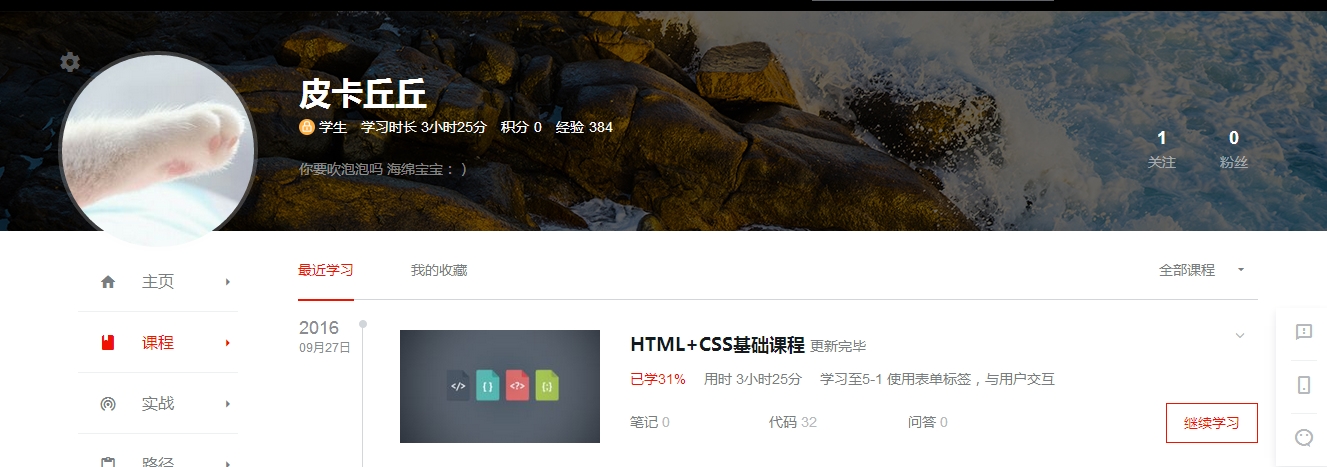 皮卡丘丘
学生 学习时长 3小时25分 积分 0 经验 384
你要吹泡泡吗 海绵宝宝：）
1 0
关注 粉丝
主页
课程
实战
路径
最近学习 我的收藏 全部课程
2016
09月27日
</> { } <?> {;}
HTML+CSS基础课程 更新完毕
已学31% 用时 3小时25分 学习至5-1 使用表单标签，与用户交互
笔记 0 代码 32 问答 0
继续学习